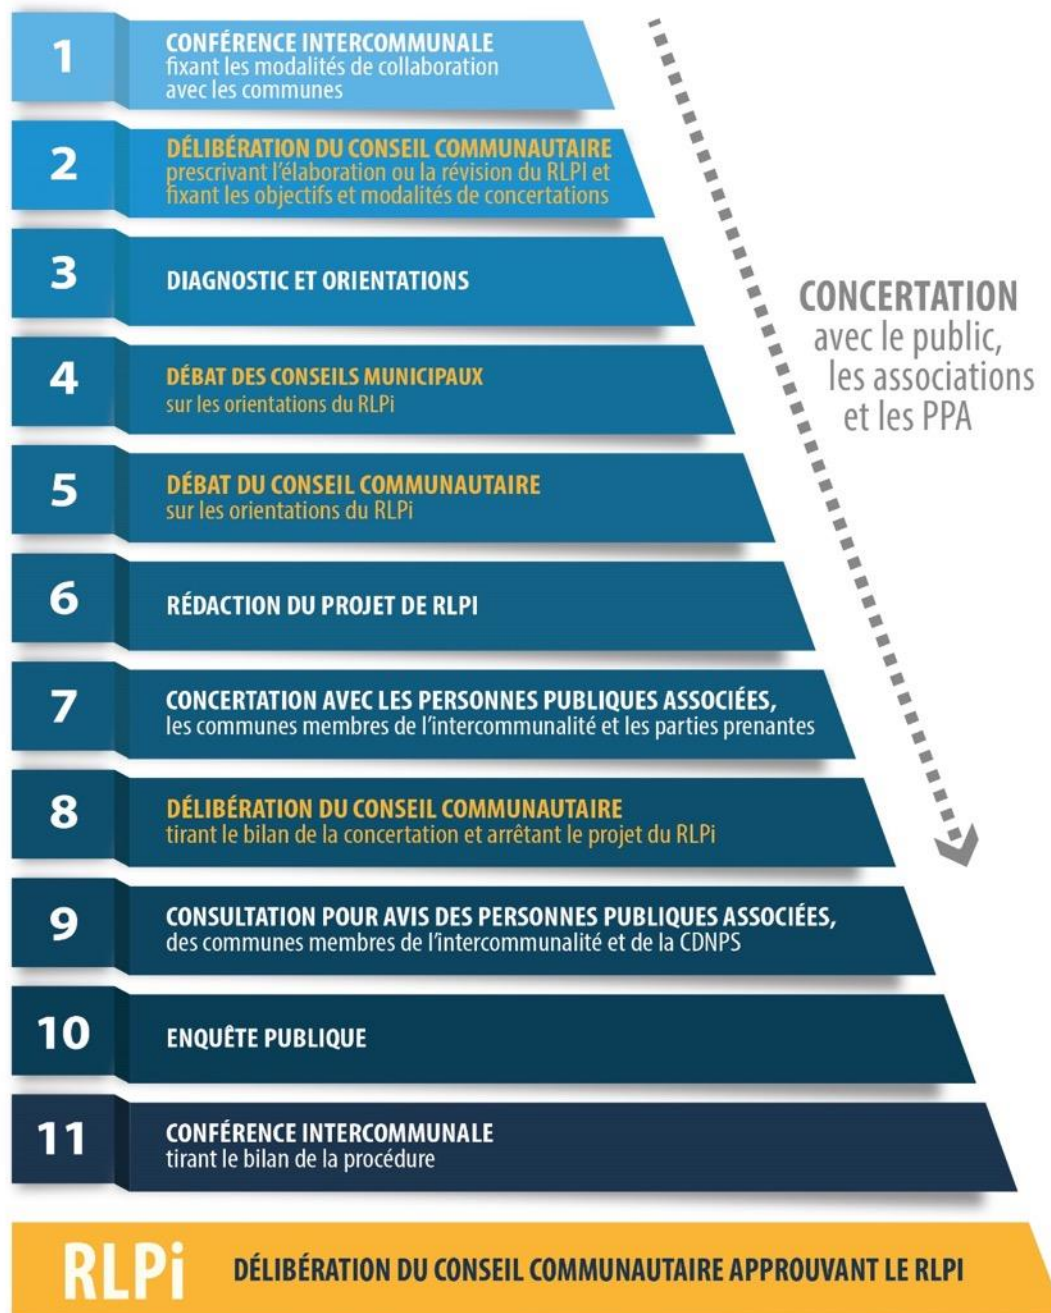 1
CONFÉRENCE INTERCOMMUNALE
fixant les modalités de collaboration
avec les communes
2
DÉLIBÉRATION DU CONSEIL COMMUNAUTAIRE
prescrivant l'élaboration ou la révision du RLPI et
fixant les objectifs et modalités de concertations
3
DIAGNOSTIC ET ORIENTATIONS
4
DÉBAT DES CONSEILS MUNICIPAUX
sur les orientations du RLPi
5
DÉBAT DU CONSEIL COMMUNAUTAIRE
sur les orientations du RLPi
6
RÉDACTION DU PROJET DE RLPI
7
CONCERTATION AVEC LES PERSONNES PUBLIQUES ASSOCIÉES,
les communes membres de l'intercommunalité et les parties prenantes
8
DÉLIBÉRATION DU CONSEIL COMMUNAUTAIRE
tirant le bilan de la concertation et arrêtant le projet du RLPi
9
CONSULTATION POUR AVIS DES PERSONNES PUBLIQUES ASSOCIÉES,
des communes membres de l'intercommunalité et de la CDNPS
10
ENQUÊTE PUBLIQUE
11
CONFÉRENCE INTERCOMMUNALE
tirant le bilan de la procédure
CONCERTATION
avec le public,
les associations
et les PPA
RLPi
DÉLIBÉRATION DU CONSEIL COMMUNAUTAIRE APPROUVANT LE RLPI